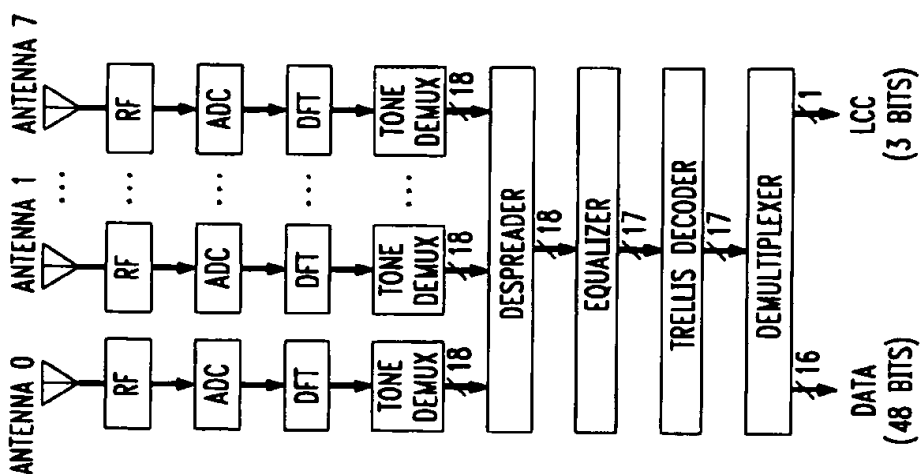 ANTENNA 0
ANTENNA 1
...
ANTENNA 7
RF
RF
...
RF
ADC
ADC
...
ADC
DFT
DFT
...
DFT
TONE
DEMUX
TONE
DEMUX
...
TONE
DEMUX
18
18
18
DESPREADER
18
EQUALIZER
17
TRELLIS DECODER
17
DEMULTIPLEXER
16
1
DATA
(48 BITS)
LCC
(3 BITS)